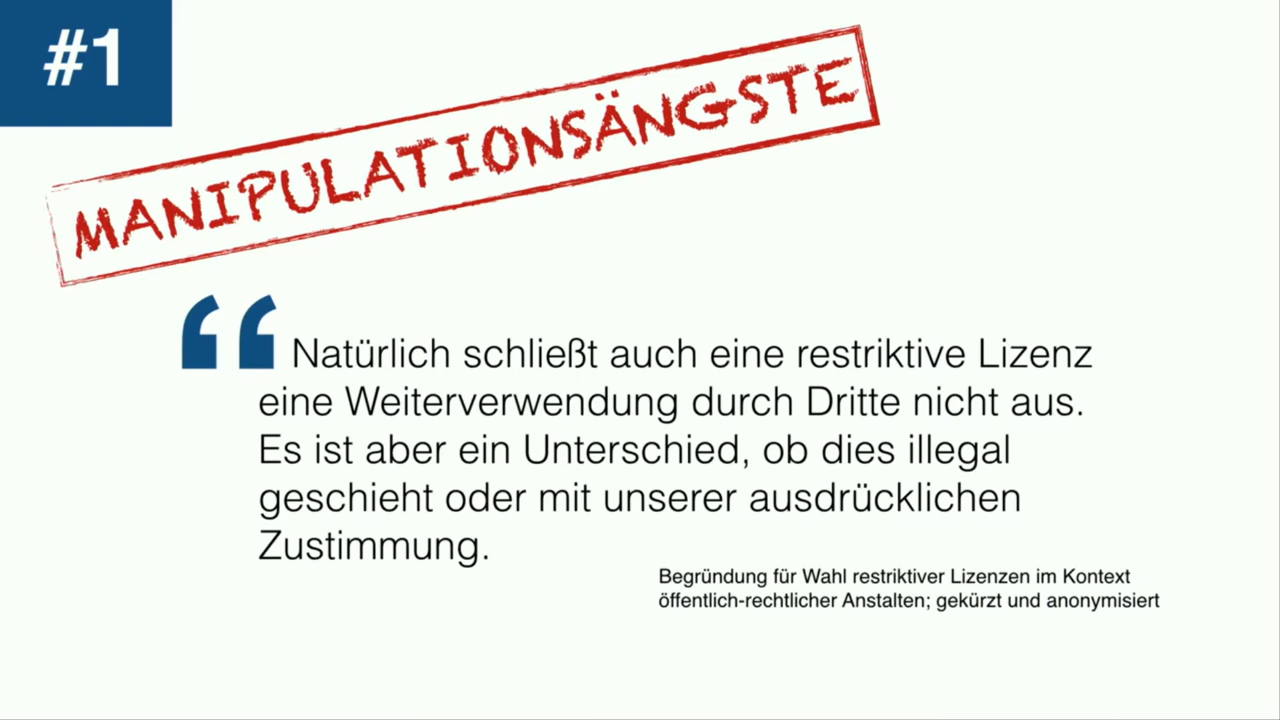 #1
MANIPULATIONSÄNGSTE
“ Natürlich schließt auch eine restriktive Lizenz
eine Weiterverwendung durch Dritte nicht aus.
Es ist aber ein Unterschied, ob dies illegal
geschieht oder mit unserer ausdrücklichen
Zustimmung.
Begründung für Wahl restriktiver Lizenzen im Kontext
öffentlich-rechtlicher Anstalten; gekürzt und anonymisiert